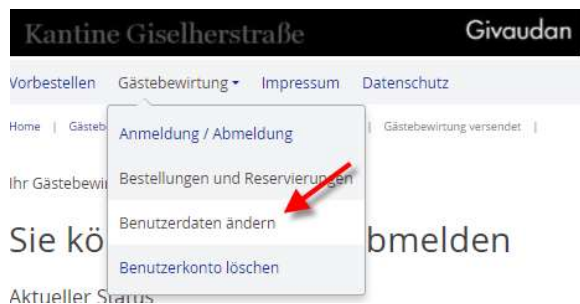 Kantine Giselherstraße Givaudan
Vorbestellen Gästebewirtung Impressum Datenschutz
Home | Gästeb | Gästebewirtung versendet |
Anmeldung / Abmeldung
Ihr Gästebewi
Bestellungen und Reservierungen
Benutzerdaten ändern
Sie kö bmelden
Benutzerkonto löschen
Aktueller Status